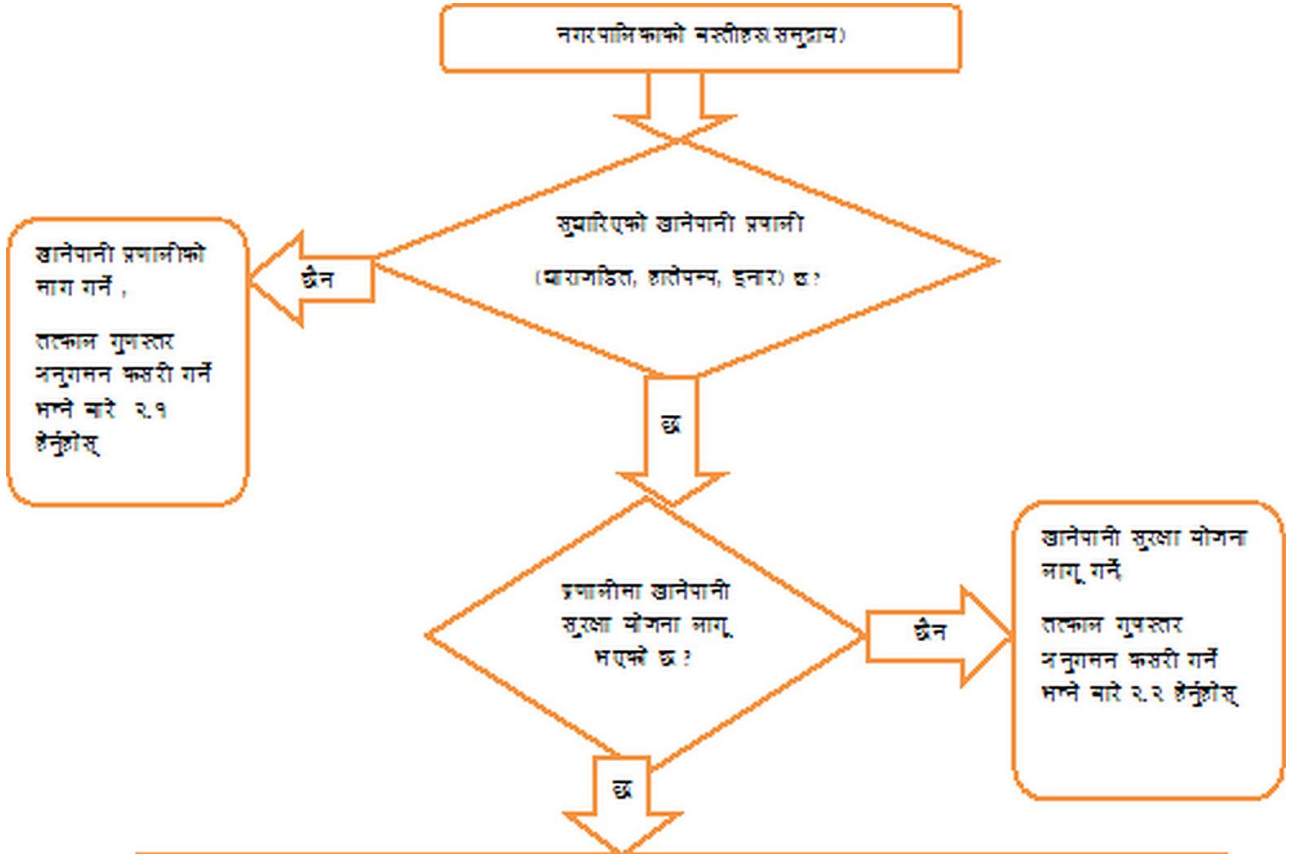 नगरपालिकाको बस्तीहरु(समुदाय)
सुधारिएको खानेपानी प्रणाली
(धाराजडित, हातेपम्प, इनार) छ?
छैन
खानेपानी प्रणालीको
माग गर्ने ,
तत्काल गुणस्तर
अनुगमन कसरी गर्ने
भन्ने बारे २.१
हेर्नुहोस्
छ
प्रणालीमा खानेपानी
सुरक्षा योजना लागू
भएको छ ?
छैन
खानेपानी सुरक्षा योजना
लागू गर्ने,
तत्काल गुणस्तर
अनुगमन कसरी गर्ने
भन्ने बारे २.२ हेर्नुहोस्
छ